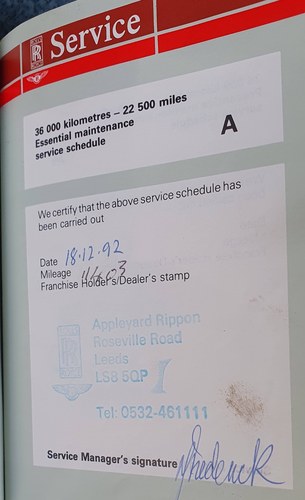 Service
36 000 kilometres – 22 500 miles
Essential maintenance
service schedule
A
We certify that the above service schedule has
been carried out
Date 18.12.92
Mileage
Franchise Holder's/Dealer's stamp
Appleyard Rippon
Roseville Road
Leeds
LS8 5QP
Tel: 0532-461111
Service Manager's signature